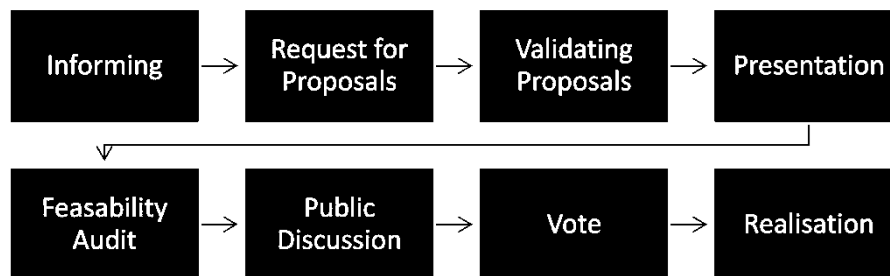 Informing
Request for
Proposals
Validating
Proposals
Presentation
Feasability
Audit
Public
Discussion
Vote
Realisation